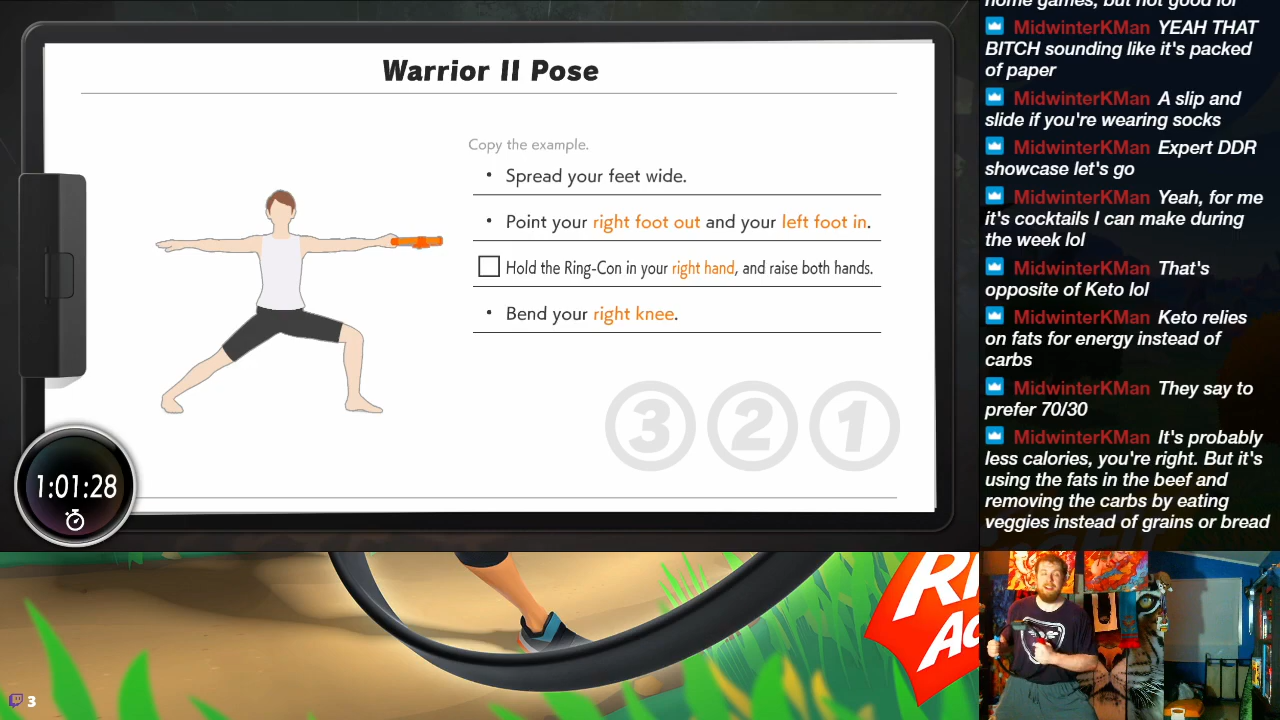 Warrior II Pose
Copy the example.
• Spread your feet wide.
• Point your right foot out and your left foot in.
Hold the Ring-Con in your right hand, and raise both hands.
• Bend your right knee.
3 2 1
1:01:28
3
home games, but not good lol
MidwinterKMan YEAH THAT
BITCH sounding like it's packed
of paper
MidwinterKMan A slip and
slide if you're wearing socks
MidwinterKMan Expert DDR
showcase let's go
MidwinterKMan Yeah, for me
it's cocktails I can make during
the week lol
MidwinterKMan That's
opposite of Keto lol
MidwinterKMan Keto relies
on fats for energy instead of
carbs
MidwinterKMan They say to
prefer 70/30
MidwinterKMan It's probably
less calories, you're right. But it's
using the fats in the beef and
removing the carbs by eating
veggies instead of grains or bread